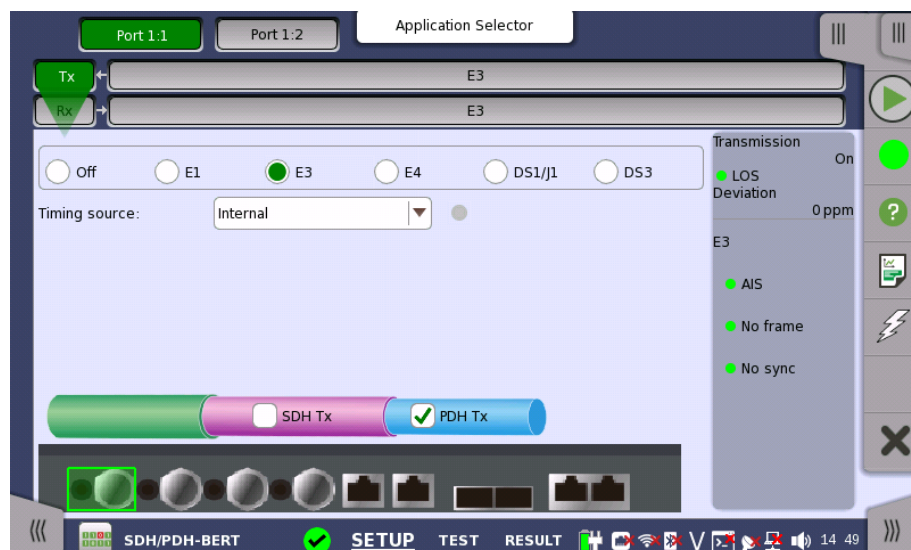 Port 1:1 Port 1:2 Application Selector
Tx E3
Rx E3
Off E1 E3 E4 DS1/J1 DS3
Timing source: Internal
Transmission
On
LOS
Deviation
0 ppm
E3
AIS
No frame
No sync
?
SDH Tx PDH Tx
SDH/PDH-BERT SETUP TEST RESULT 14 49